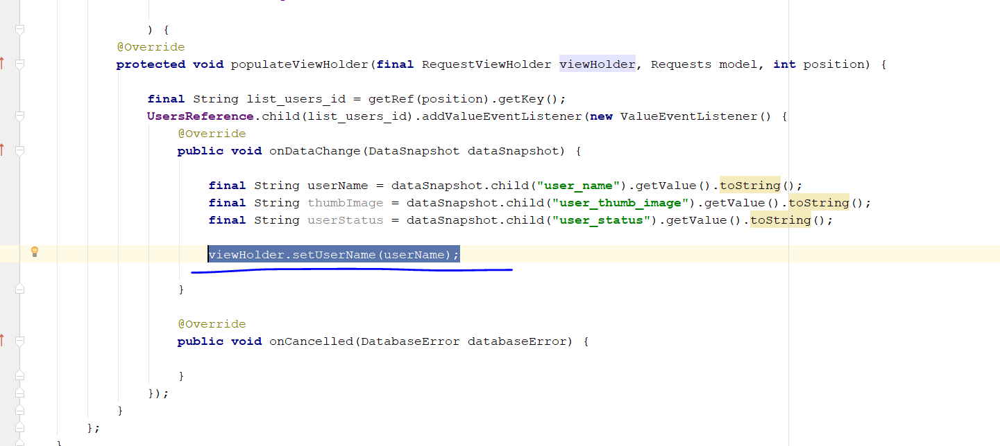 ) {
@Override
protected void populateViewHolder(final RequestViewHolder viewHolder, Requests model, int position) {
final String list_users_id = getRef(position).getKey();
UsersReference.child(list_users_id).addValueEventListener(new ValueEventListener() {
@Override
public void onDataChange(DataSnapshot dataSnapshot) {
final String userName = dataSnapshot.child("user_name").getValue().toString();
final String thumbImage = dataSnapshot.child("user_thumb_image").getValue().toString();
final String userStatus = dataSnapshot.child("user_status").getValue().toString();
viewHolder.setUserName(userName);
}
@Override
public void onCancelled(DatabaseError databaseError) {
}
});
}
};
}